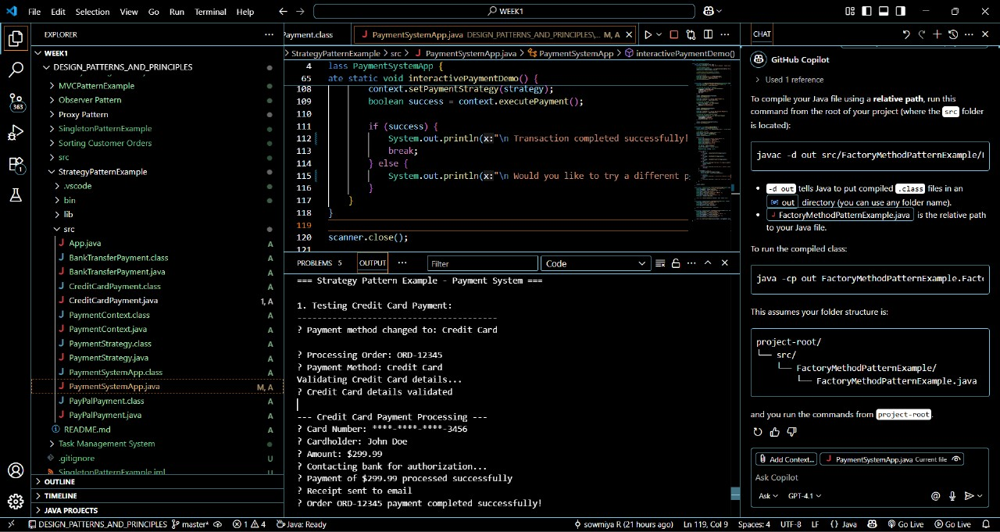 File Edit Selection View Go Run Terminal Help
WEEK1
EXPLORER
WEEK1
DESIGN_PATTERNS_AND_PRINCIPLES
MVCPatternExample
Observer Pattern
Proxy Pattern
SingletonPatternExample
Sorting Customer Orders
src
StrategyPatternExample
.vscode
bin
lib
src
App.java A
BankTransferPayment.class A
BankTransferPayment.java A
CreditCardPayment.class A
CreditCardPayment.java 1, A
PaymentContext.class A
PaymentContext.java A
PaymentStrategy.class A
PaymentStrategy.java A
PaymentSystemApp.class A
PaymentSystemApp.java M, A
PayPalPayment.class A
PayPalPayment.java A
README.md A
Task Management System
.gitignore U
SingletonPatternExample.iml U
OUTLINE
TIMELINE
JAVA PROJECTS
363
1
Payment.class
PaymentSystemApp.java DESIGN_PATTERNS_AND_PRINCIPLES\... M, A
StrategyPatternExample > src > PaymentSystemApp.java > PaymentSystemApp > interactivePaymentDemo()
4 lass PaymentSystemApp {
65 ate static void interactivePaymentDemo() {
108 context.setPaymentStrategy(strategy);
109 boolean success = context.executePayment();
110
111 if (success) {
112 System.out.println(x:"\n Transaction completed successfully!
113 break;
114 } else {
115 System.out.println(x:"\n Would you like to try a different p
116 }
117 }
118 }
119
120 scanner.close();
121
PROBLEMS 5 OUTPUT ... Filter Code
=== Strategy Pattern Example - Payment System ===
1. Testing Credit Card Payment:
----------------------------------------
? Payment method changed to: Credit Card
? Processing Order: ORD-12345
? Payment Method: Credit Card
Validating Credit Card details...
? Credit Card details validated
--- Credit Card Payment Processing ---
? Card Number: ****-****-****-3456
? Cardholder: John Doe
? Amount: $299.99
? Contacting bank for authorization...
? Payment of $299.99 processed successfully
? Receipt sent to email
? Order ORD-12345 payment completed successfully!
CHAT
GitHub Copilot
Used 1 reference
To compile your Java file using a relative path, run this
command from the root of your project (where the src folder
is located):
javac -d out src/FactoryMethodPatternExample/
-d out tells Java to put compiled .class files in an
out directory (you can use any folder name).
FactoryMethodPatternExample.java is the relative path
to your Java file.
To run the compiled class:
java -cp out FactoryMethodPatternExample.Fact
This assumes your folder structure is:
project-root/
└── src/
└── FactoryMethodPatternExample/
└── FactoryMethodPatternExample.java
and you run the commands from project-root.
Add Context... PaymentSystemApp.java Current file
Ask Copilot
Ask GPT-4.1
DESIGN_PATTERNS_AND_PRINCIPLES master* 1 4 Java: Ready sowmiya R (21 hours ago) Ln 119, Col 9 Spaces: 4 UTF-8 LF {} Java Go Live Go Live